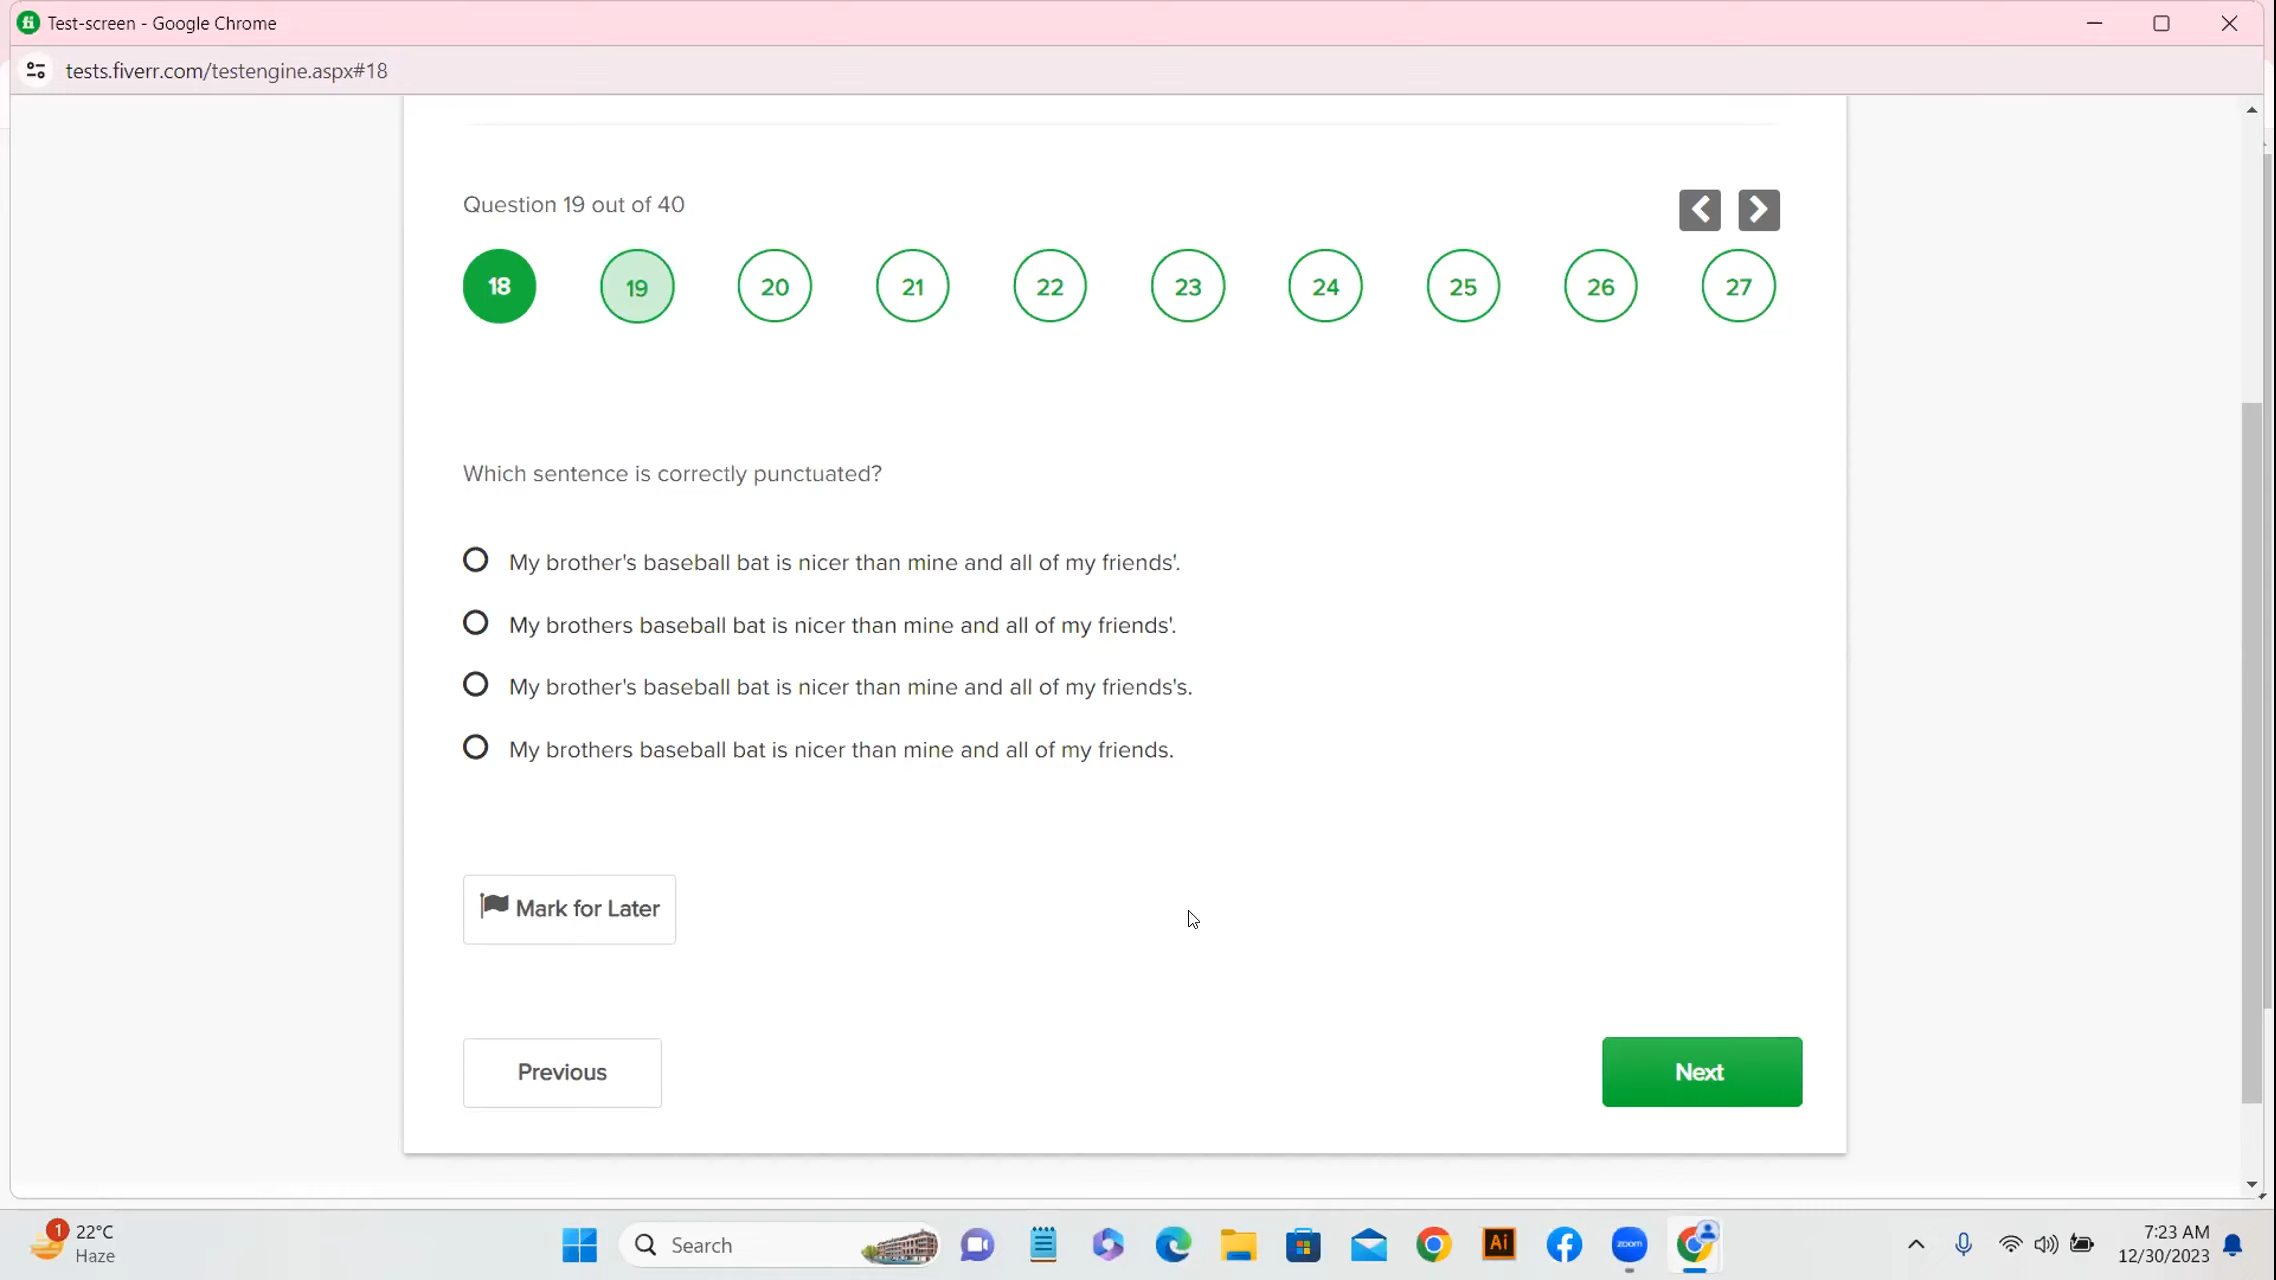 Test-screen - Google Chrome
tests.fiverr.com/testengine.aspx#18
Question 19 out of 40
18 19 20 21 22 23 24 25 26 27
Which sentence is correctly punctuated?
My brother's baseball bat is nicer than mine and all of my friends'.
My brothers baseball bat is nicer than mine and all of my friends'.
My brother's baseball bat is nicer than mine and all of my friends's.
My brothers baseball bat is nicer than mine and all of my friends.
Mark for Later
Previous
Next
1
22°C
Haze
Search
Ai
zoom
7:23 AM
12/30/2023